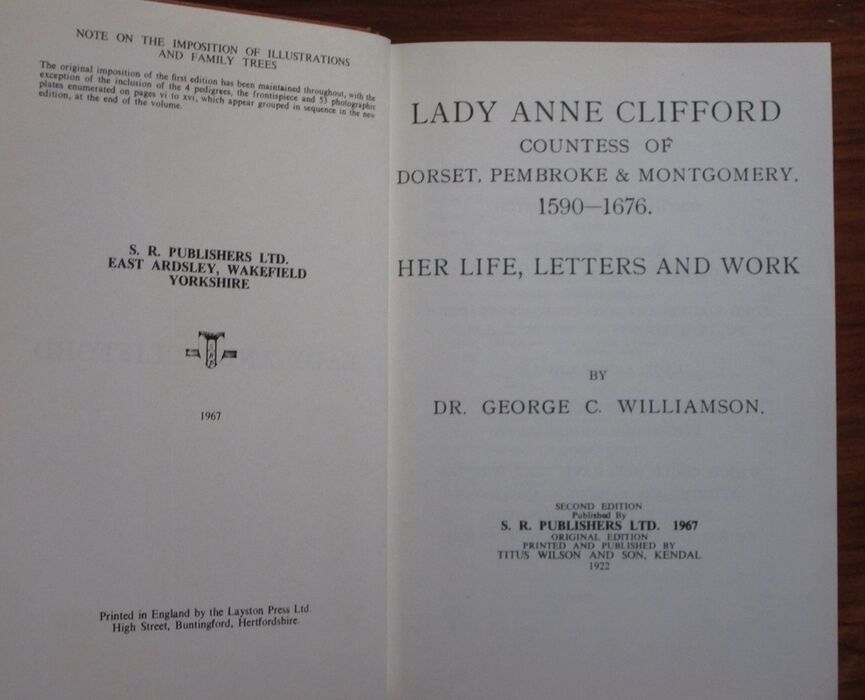 NOTE ON THE IMPOSITION OF ILLUSTRATIONS
AND FAMILY TREES
The original imposition of the first edition has been maintained throughout, with the
exception of the inclusion of the 4 pedigrees, the frontispiece and 53 photographic
plates enumerated on pages vi to xvi, which appear grouped in sequence in the new
edition, at the end of the volume.
S. R. PUBLISHERS LTD.
EAST ARDSLEY, WAKEFIELD
YORKSHIRE
1967
Printed in England by the Layston Press Ltd.
High Street, Buntingford, Hertfordshire.
LADY ANNE CLIFFORD
COUNTESS OF
DORSET, PEMBROKE & MONTGOMERY.
1590—1676.
HER LIFE, LETTERS AND WORK
BY
DR. GEORGE C. WILLIAMSON.
SECOND EDITION
Published By
S. R. PUBLISHERS LTD. 1967
ORIGINAL EDITION
PRINTED AND PUBLISHED BY
TITUS WILSON AND SON, KENDAL
1922